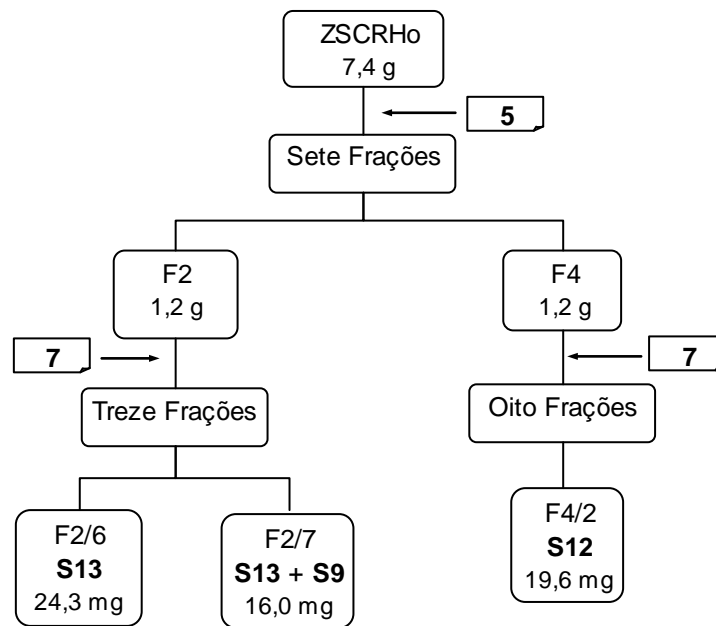 ZSCRHo
7,4 g
5
Sete Frações
F2
1,2 g
F4
1,2 g
7
7
Treze Frações
Oito Frações
F2/6
S13
24,3 mg
F2/7
S13 + S9
16,0 mg
F4/2
S12
19,6 mg